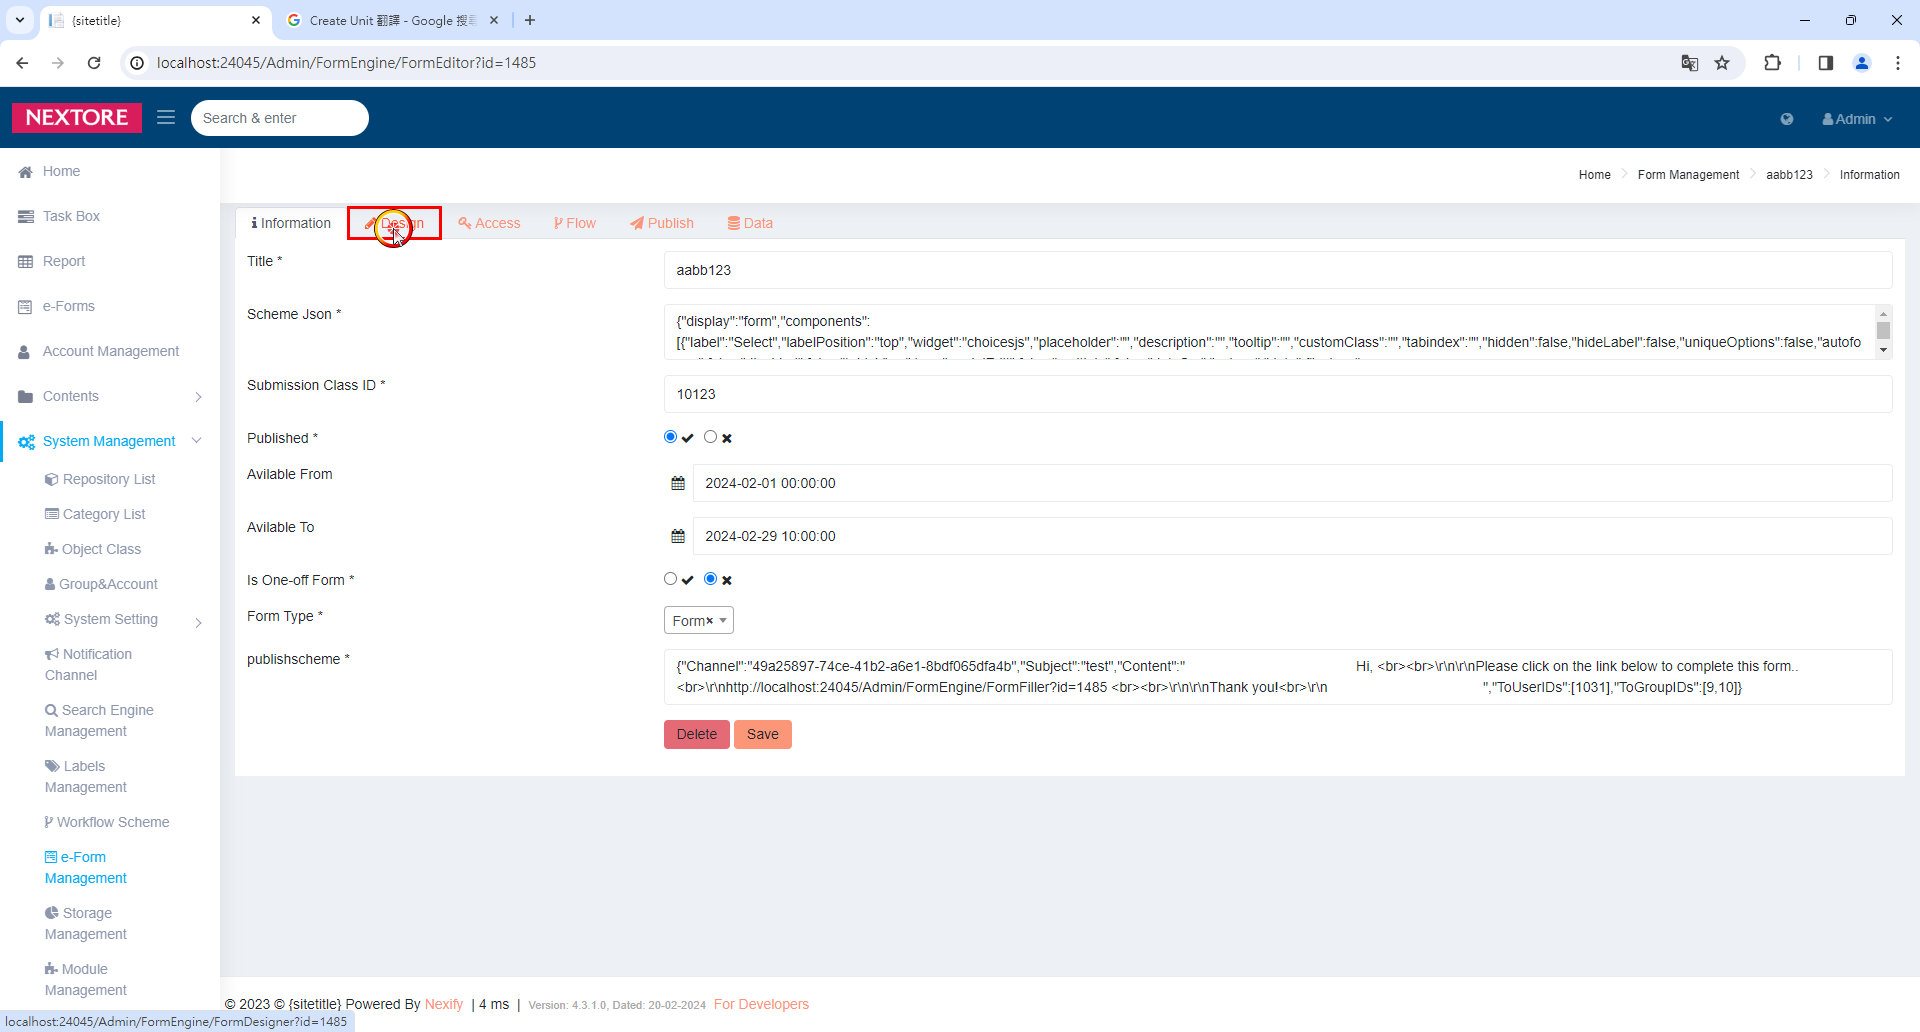 {sitetitle}
Create Unit 翻譯 - Google 搜尋
localhost:24045/Admin/FormEngine/FormEditor?id=1485
NEXTORE
Search & enter
Admin
Home
Task Box
Report
e-Forms
Account Management
Contents
System Management
Repository List
Category List
Object Class
Group&Account
System Setting
Notification
Channel
Search Engine
Management
Labels
Management
Workflow Scheme
e-Form
Management
Storage
Management
Module
Management
Home
Form Management
aabb123
Information
Information
Design
Access
Flow
Publish
Data
Title *
aabb123
Scheme Json *
{"display":"form","components":
[{"label":"Select","labelPosition":"top","widget":"choicesjs","placeholder":"","description":"","tooltip":"","customClass":"","tabindex":"","hidden":false,"hideLabel":false,"uniqueOptions":false,"autofo
Submission Class ID *
10123
Published *
Avilable From
2024-02-01 00:00:00
Avilable To
2024-02-29 10:00:00
Is One-off Form *
Form Type *
Form×
publishscheme *
{"Channel":"49a25897-74ce-41b2-a6e1-8bdf065dfa4b","Subject":"test","Content":" Hi, <br><br>\r\n\r\nPlease click on the link below to complete this form..
<br>\r\nhttp://localhost:24045/Admin/FormEngine/FormFiller?id=1485 <br><br>\r\n\r\nThank you!<br>\r\n ","ToUserIDs":[1031],"ToGroupIDs":[9,10]}
Delete
Save
© 2023 © {sitetitle} Powered By Nexify | 4 ms | Version: 4.3.1.0, Dated: 20-02-2024 For Developers
localhost:24045/Admin/FormEngine/FormDesigner?id=1485